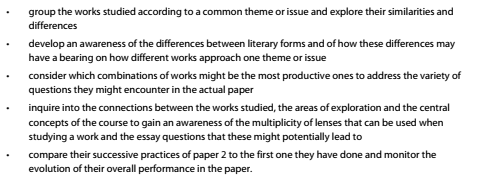 • group the works studied according to a common theme or issue and explore their similarities and
differences
• develop an awareness of the differences between literary forms and of how these differences may
have a bearing on how different works approach one theme or issue
• consider which combinations of works might be the most productive ones to address the variety of
questions they might encounter in the actual paper
• inquire into the connections between the works studied, the areas of exploration and the central
concepts of the course to gain an awareness of the multiplicity of lenses that can be used when
studying a work and the essay questions that these might potentially lead to
• compare their successive practices of paper 2 to the first one they have done and monitor the
evolution of their overall performance in the paper.